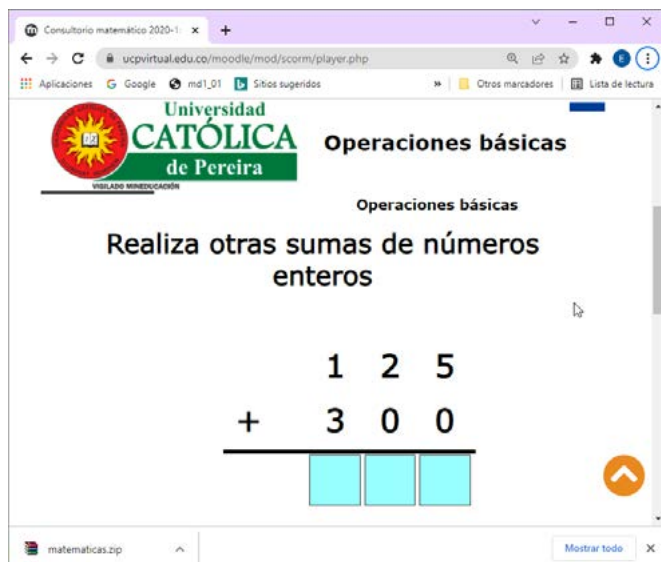 Consultorio matemático 2020-1
ucpvirtual.edu.co/moodle/mod/scorm/player.php
E
Aplicaciones G Google md1_01 Sitios sugeridos » Otros marcadores Lista de lectura
Universidad
CATÓLICA
de Pereira
VIGILADO MINEDUCACIÓN
Operaciones básicas
Operaciones básicas
Realiza otras sumas de números
enteros
1 2 5
+ 3 0 0
matematicas.zip
Mostrar todo